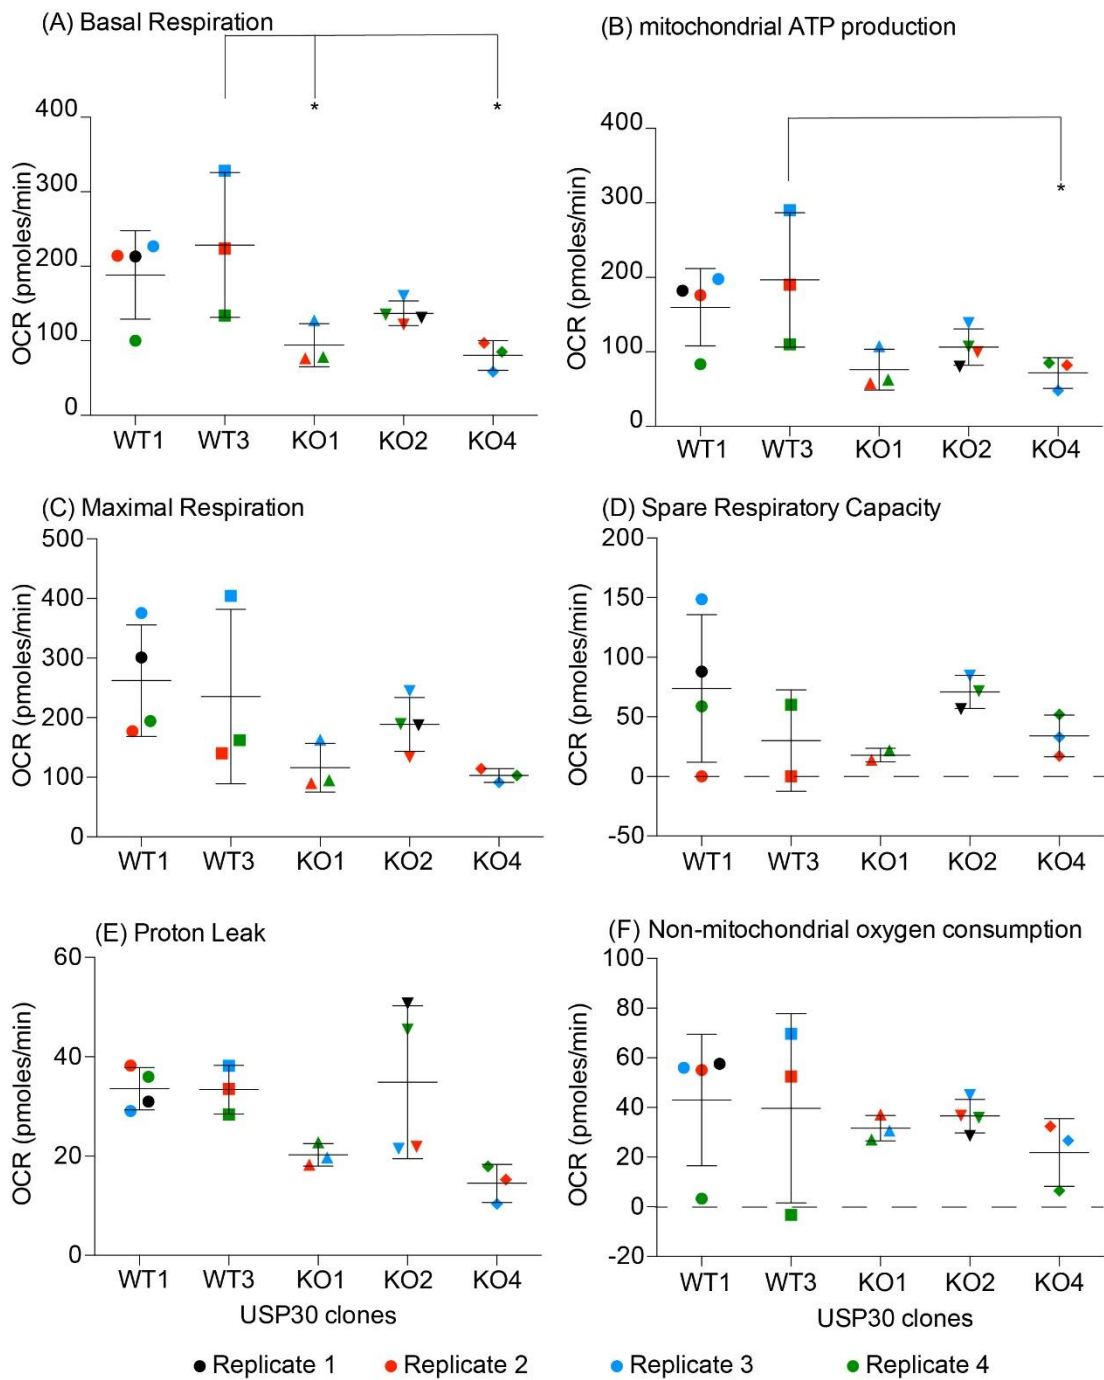 (A) Basal Respiration
* *
OCR (pmoles/min)
400
300
200
100
0
WT1 WT3 KO1 KO2 KO4
(B) mitochondrial ATP production
*
OCR (pmoles/min)
400
300
200
100
0
WT1 WT3 KO1 KO2 KO4
(C) Maximal Respiration
OCR (pmoles/min)
500
400
300
200
100
0
WT1 WT3 KO1 KO2 KO4
(D) Spare Respiratory Capacity
OCR (pmoles/min)
200
150
100
50
0
-50
WT1 WT3 KO1 KO2 KO4
(E) Proton Leak
OCR (pmoles/min)
60
40
20
0
WT1 WT3 KO1 KO2 KO4
USP30 clones
(F) Non-mitochondrial oxygen consumption
OCR (pmoles/min)
100
80
60
40
20
0
-20
WT1 WT3 KO1 KO2 KO4
USP30 clones
Replicate 1 Replicate 2 Replicate 3 Replicate 4